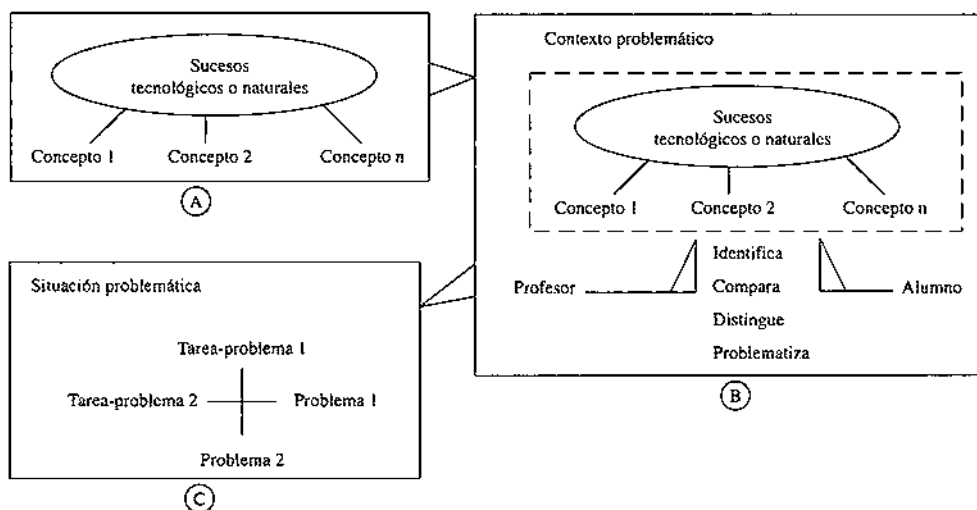 Sucesos
tecnológicos o naturales
Concepto 1 Concepto 2 Concepto n
A
Contexto problemático
Sucesos
tecnológicos o naturales
Concepto 1 Concepto 2 Concepto n
Identifica
Profesor Compara Alumno
Distingue
Problematiza
B
Situación problemática
Tarea-problema 1
Tarea-problema 2 Problema 1
Problema 2
C